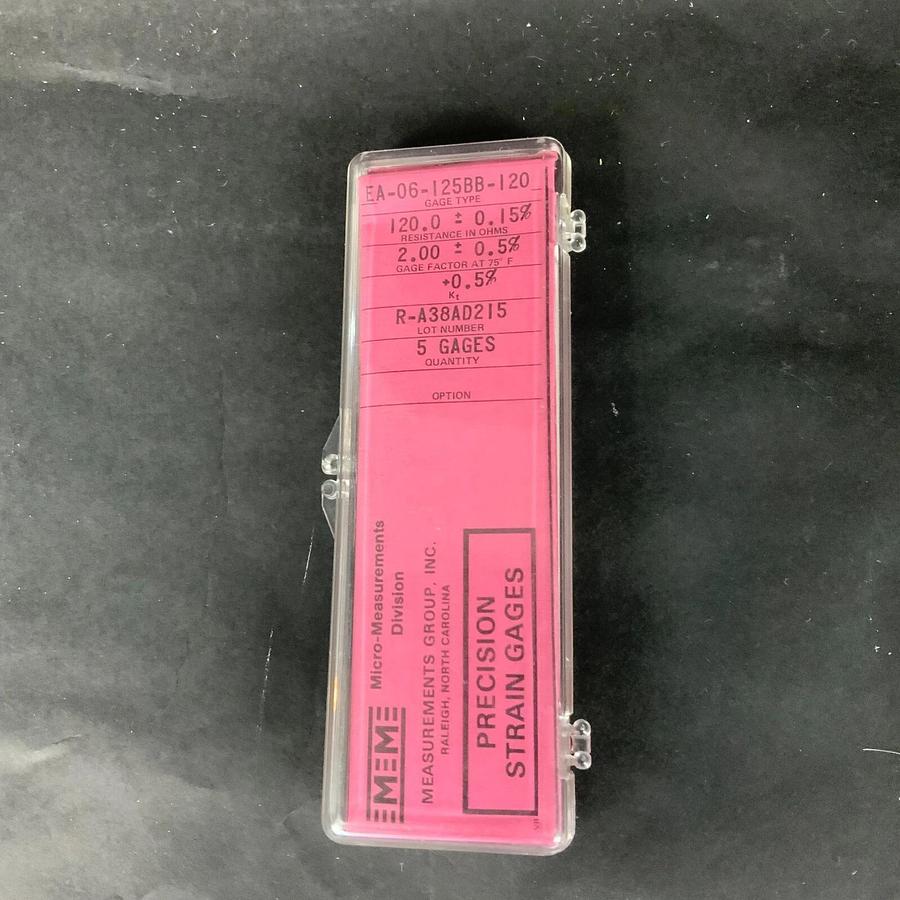 EA-06-125BB-120
GAGE TYPE
120.0 ± 0.15%
RESISTANCE IN OHMS
2.00 ± 0.5%
GAGE FACTOR AT 75° F
+0.5%
Kt
R-A38AD215
LOT NUMBER
5 GAGES
QUANTITY
OPTION
MM
Micro-Measurements
Division
MEASUREMENTS GROUP, INC.
RALEIGH, NORTH CAROLINA
PRECISION
STRAIN GAGES